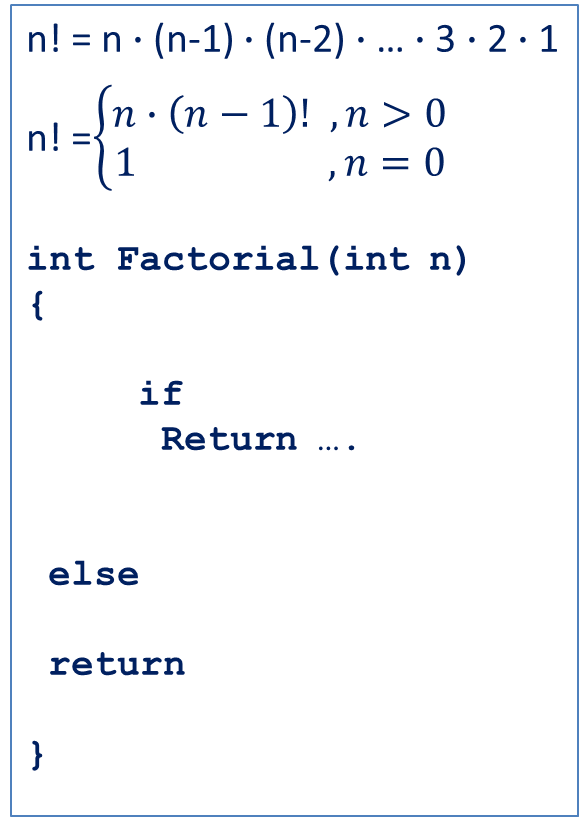 n! = n · (n-1) · (n-2) · … · 3 · 2 · 1
n! = { n · (n − 1)! , n > 0
1 , n = 0
int Factorial(int n)
{
if
Return ….
else
return
}